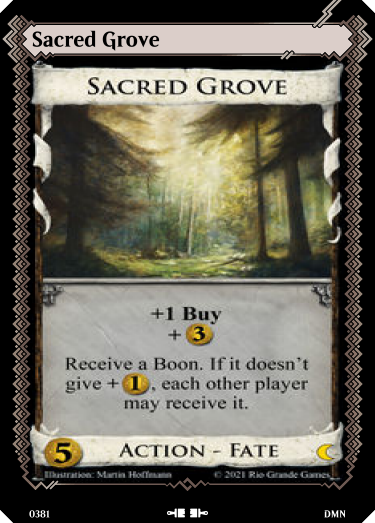 Sacred Grove
SACRED GROVE
+1 Buy
+ 3
Receive a Boon. If it doesn't
give + 1, each other player
may receive it.
5 ACTION - FATE
Illustration: Martin Hoffmann © 2021 Rio Grande Games
0381 DMN